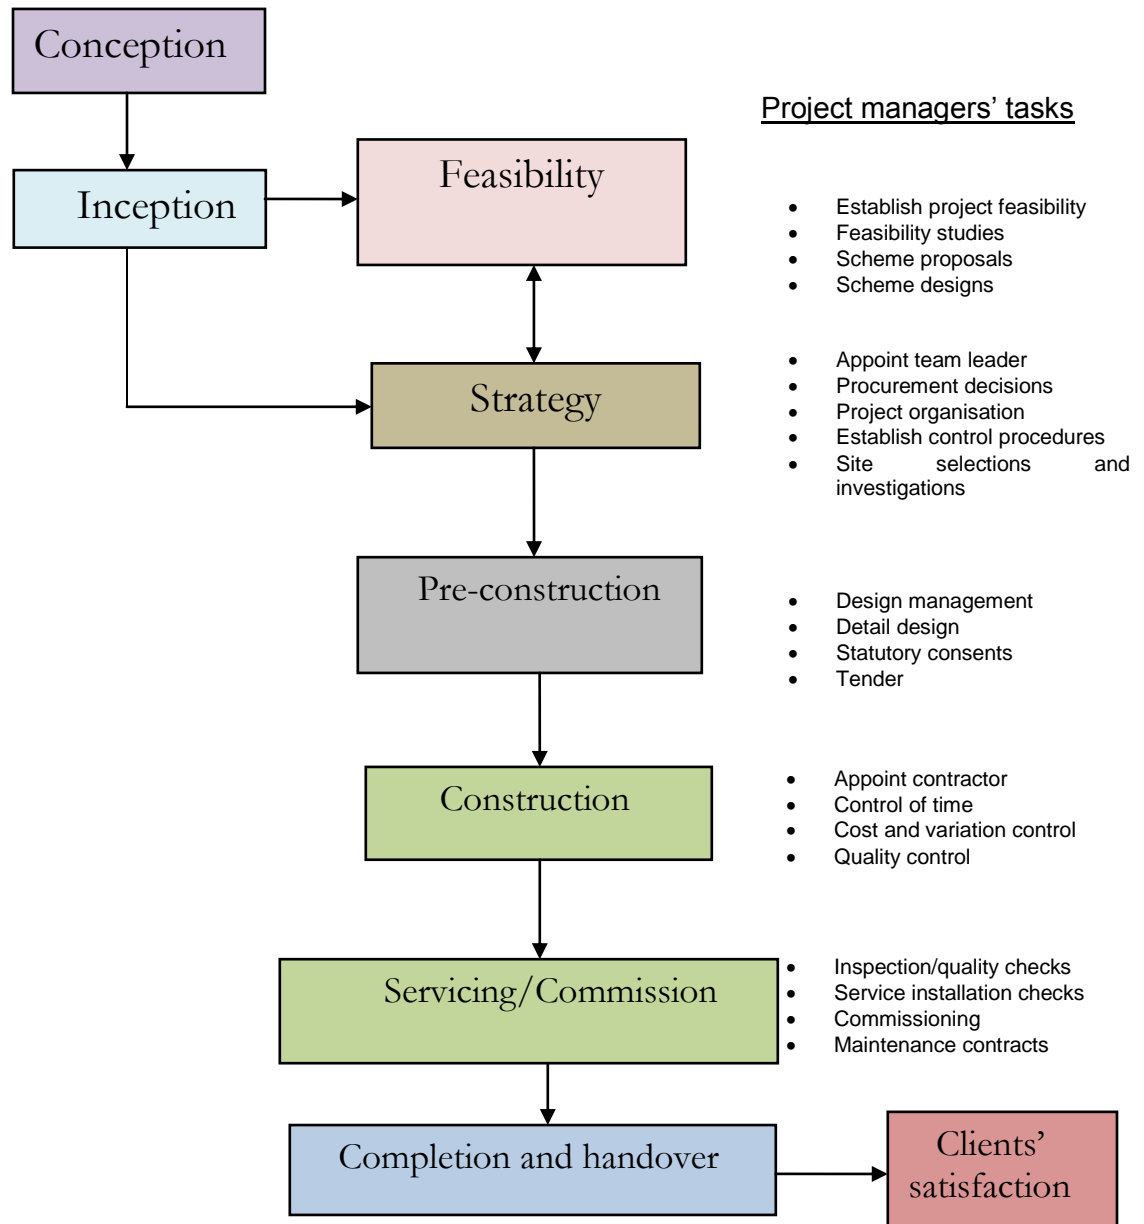 Conception
Project managers’ tasks
Inception
Feasibility
• Establish project feasibility
• Feasibility studies
• Scheme proposals
• Scheme designs
Strategy
• Appoint team leader
• Procurement decisions
• Project organisation
• Establish control procedures
• Site selections and
investigations
Pre-construction
• Design management
• Detail design
• Statutory consents
• Tender
Construction
• Appoint contractor
• Control of time
• Cost and variation control
• Quality control
Servicing/Commission
• Inspection/quality checks
• Service installation checks
• Commissioning
• Maintenance contracts
Completion and handover
Clients’
satisfaction